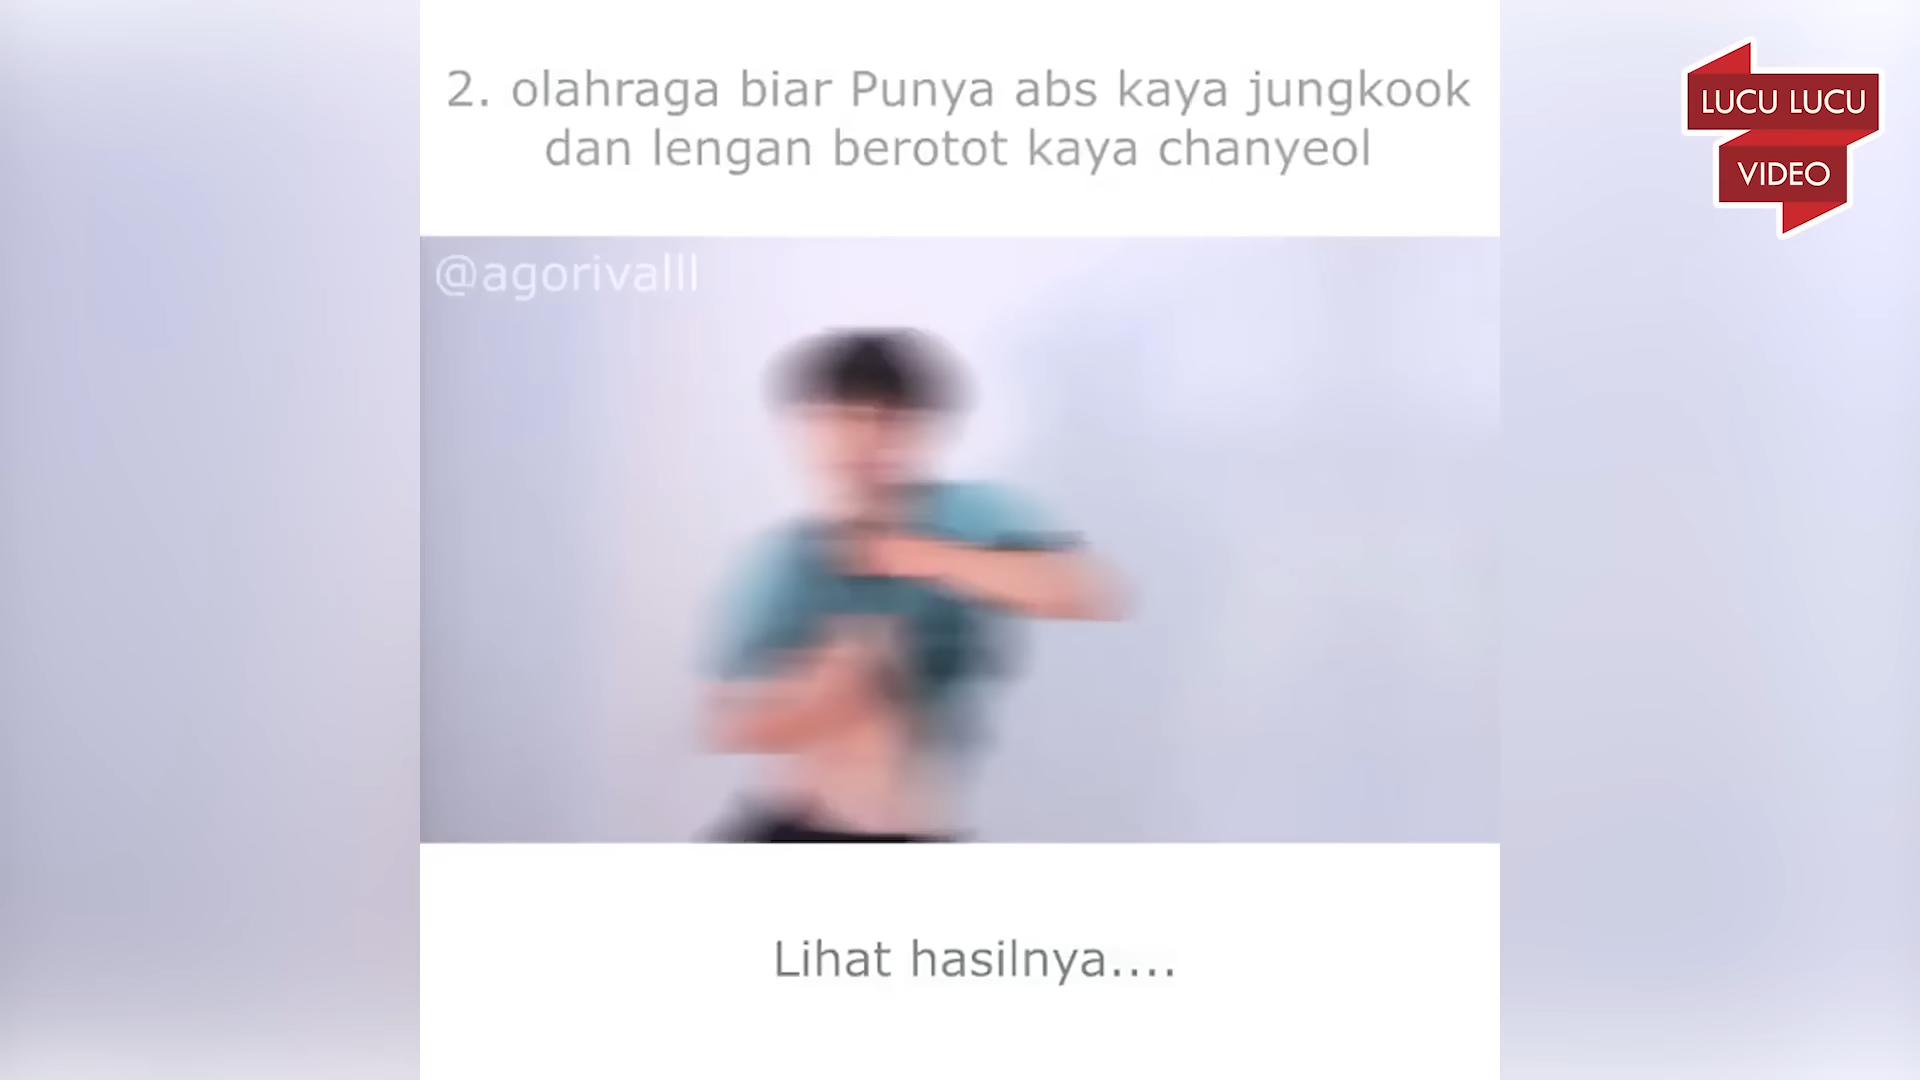 2. olahraga biar Punya abs kaya jungkook
dan lengan berotot kaya chanyeol
LUCU LUCU
VIDEO
@agorivalll
Lihat hasilnya....